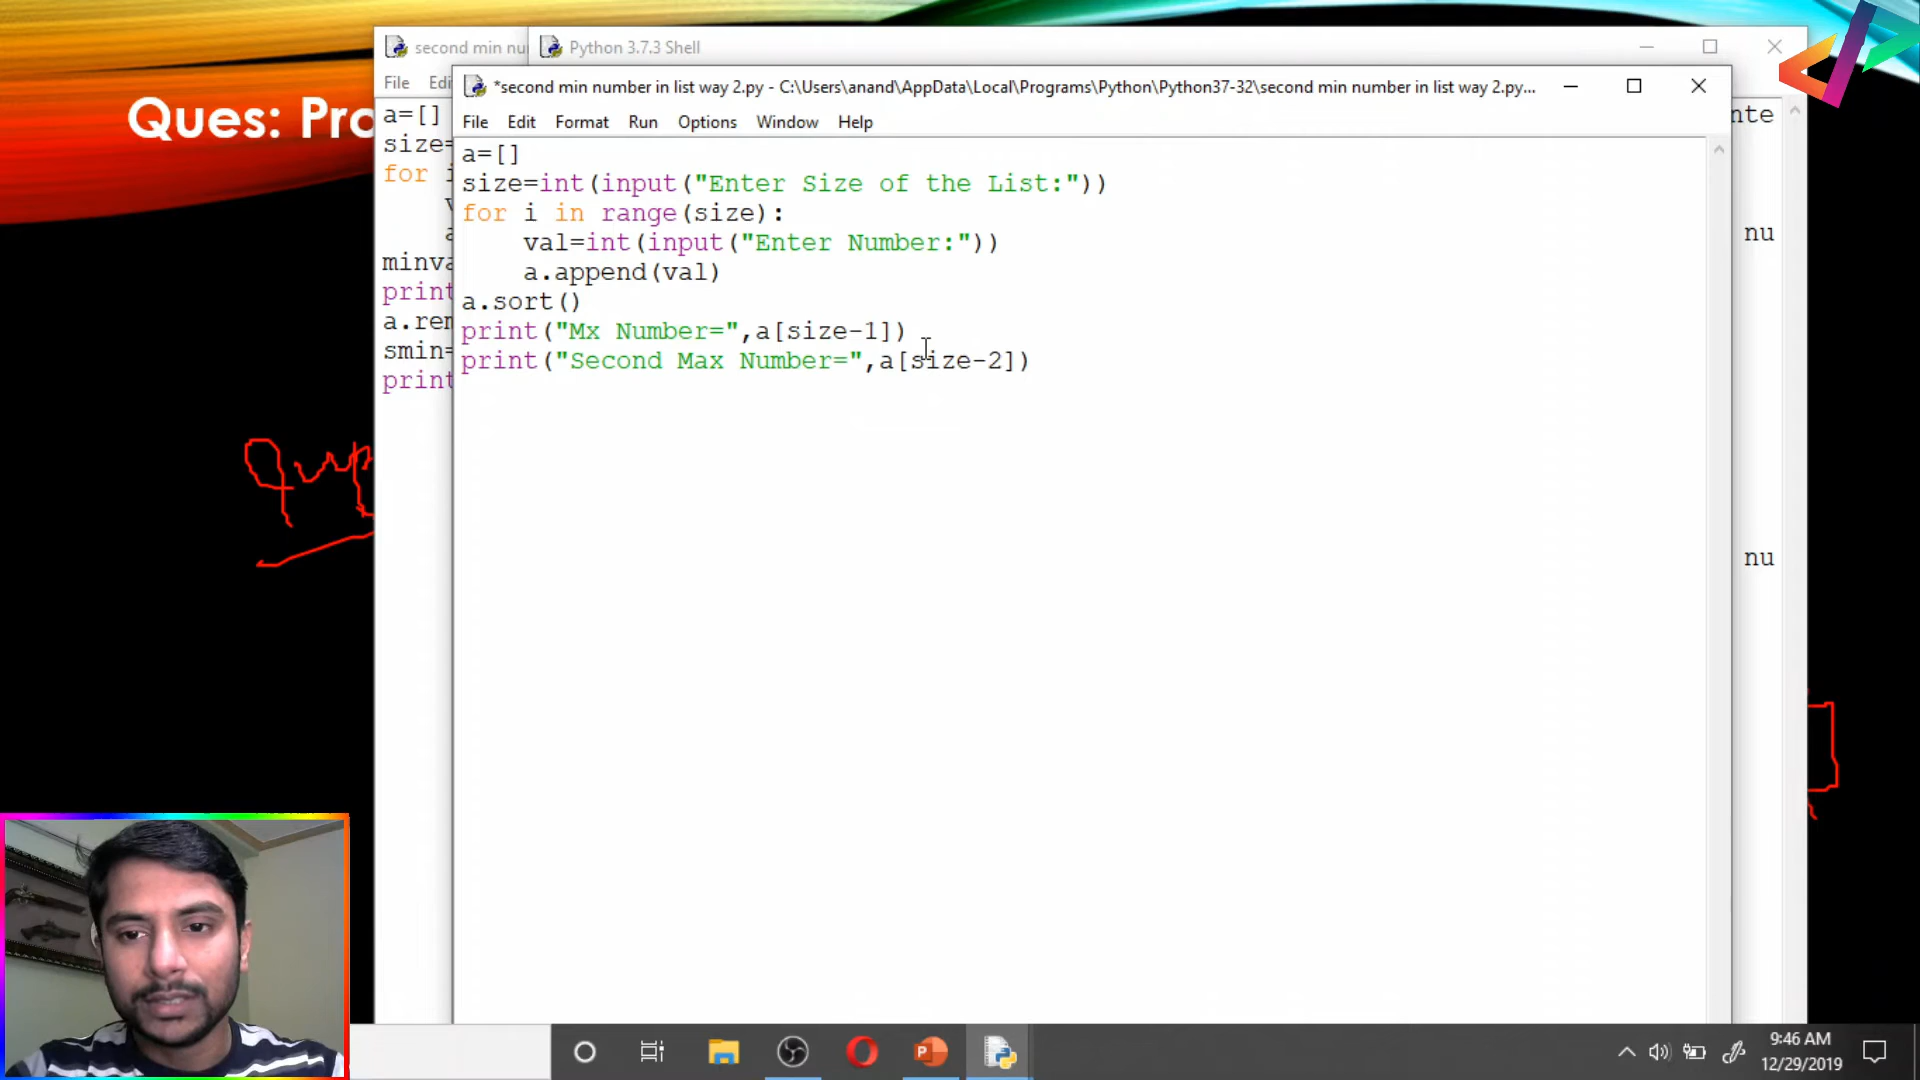 second min nu
Python 3.7.3 Shell
File
Edi
Ques: Pro
*second min number in list way 2.py - C:\Users\anand\AppData\Local\Programs\Python\Python37-32\second min number in list way 2.py...
File Edit Format Run Options Window Help
a=[]
size=
for i
minva
print
a.rem
smin=
print
a=[]
size=int(input("Enter Size of the List:"))
for i in range(size):
    val=int(input("Enter Number:"))
    a.append(val)
a.sort()
print("Mx Number=",a[size-1])
print("Second Max Number=",a[size-2])
nte
nu
nu
9:46 AM
12/29/2019